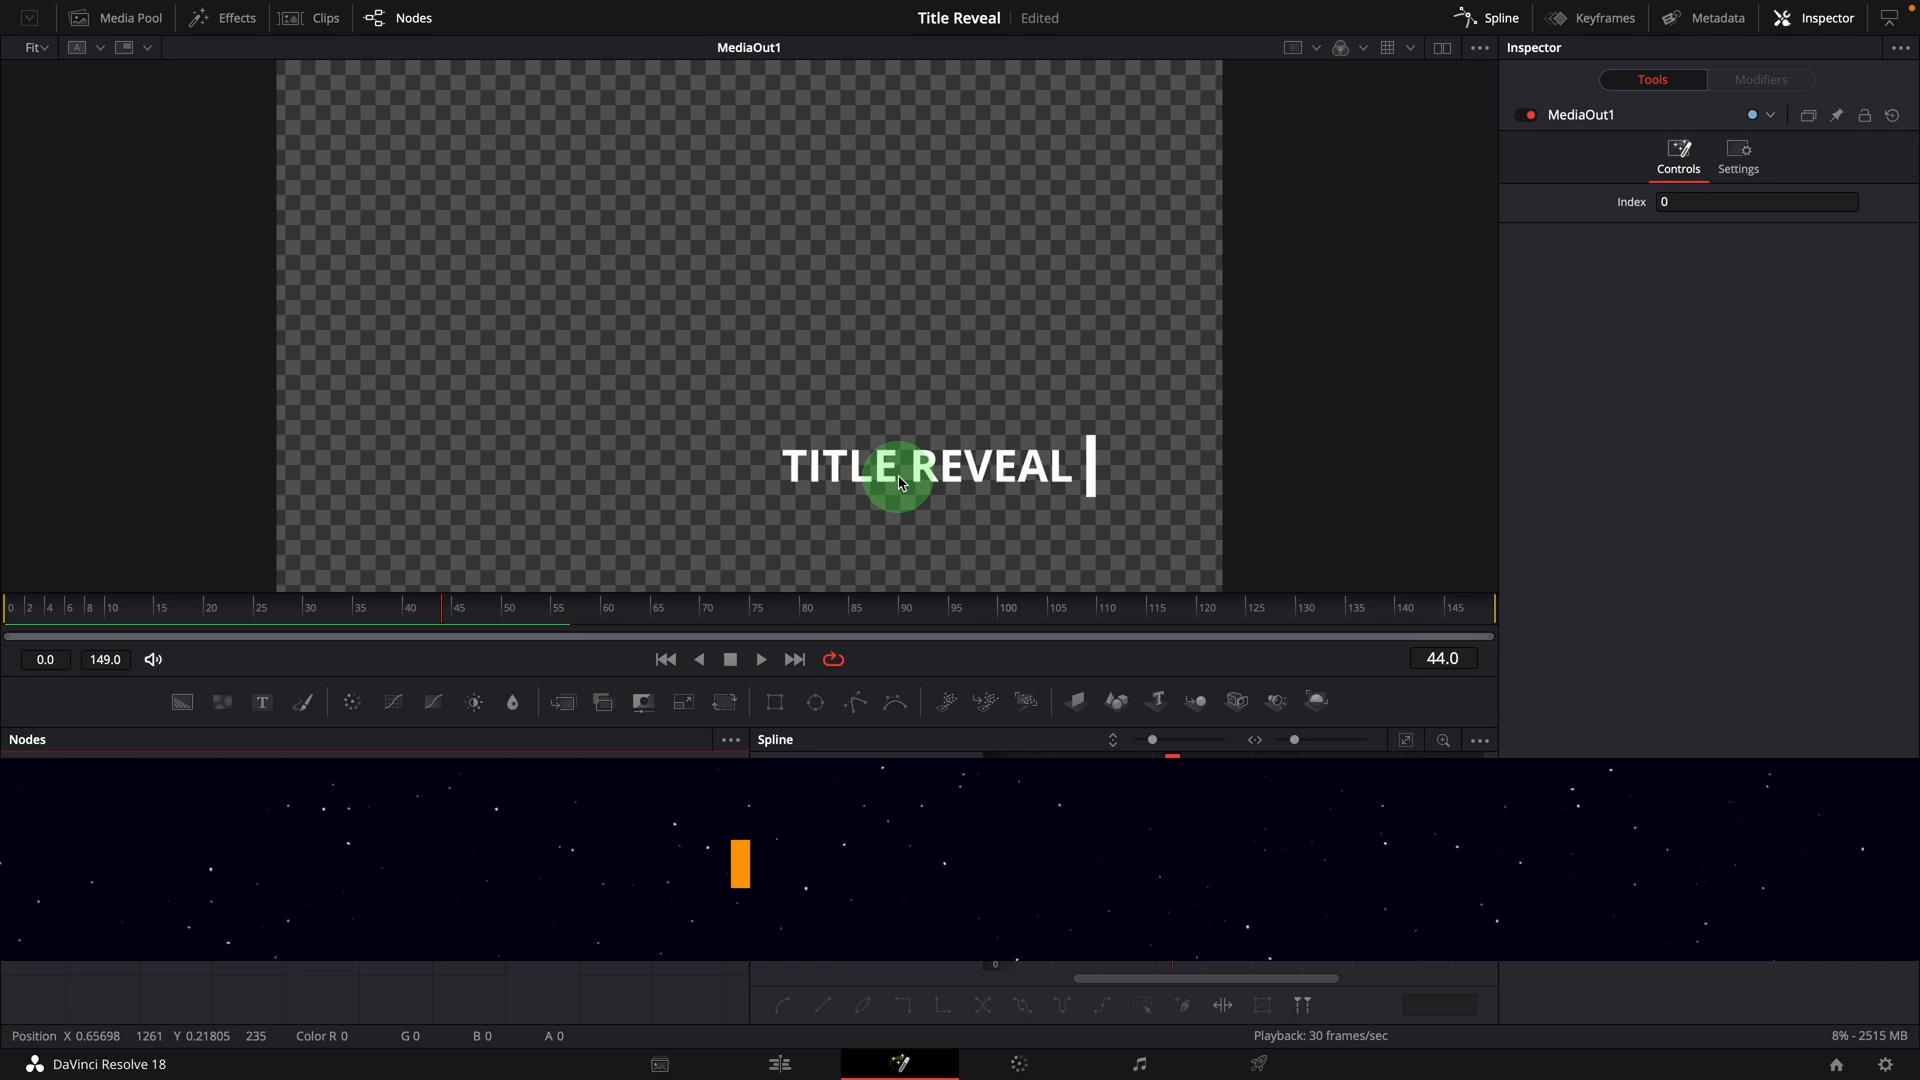 Media Pool Effects Clips Nodes Title Reveal Edited Spline Keyframes Metadata Inspector
Fit A MediaOut1 Inspector
Tools Modifiers
MediaOut1
Controls Settings
Index 0
TITLE REVEAL
0 2 4 6 8 10 15 20 25 30 35 40 45 50 55 60 65 70 75 80 85 90 95 100 105 110 115 120 125 130 135 140 145
0.0 149.0 44.0
T T
Nodes Spline
0
Position X 0.65698 1261 Y 0.21805 235 Color R 0 G 0 B 0 A 0 Playback: 30 frames/sec 8% - 2515 MB
DaVinci Resolve 18